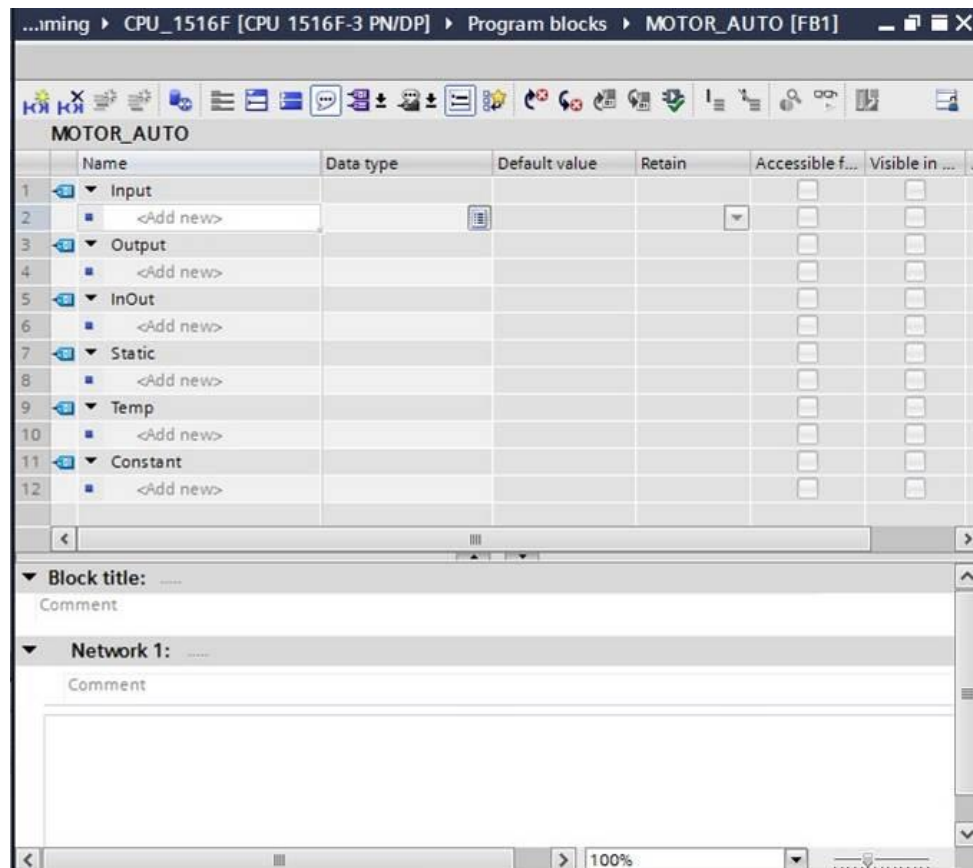 ...ming ▸ CPU_1516F [CPU 1516F-3 PN/DP] ▸ Program blocks ▸ MOTOR_AUTO [FB1]
MOTOR_AUTO
Name Data type Default value Retain Accessible f... Visible in ...
1 Input
2 <Add new>
3 Output
4 <Add new>
5 InOut
6 <Add new>
7 Static
8 <Add new>
9 Temp
10 <Add new>
11 Constant
12 <Add new>
Block title: .....
Comment
Network 1: .....
Comment
100%